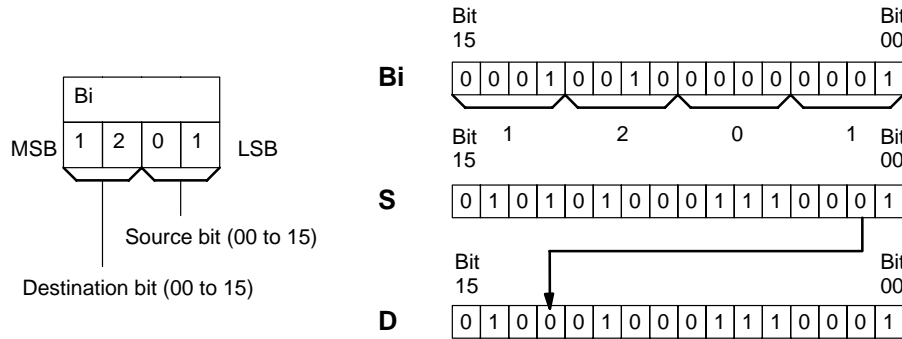 Bi
1 2 0 1
MSB
LSB
Source bit (00 to 15)
Destination bit (00 to 15)
Bit
15
Bit
00
Bi
0 0 0 1 0 0 1 0 0 0 0 0 0 0 0 1
1 2 0 1
Bit
15
Bit
00
S
0 1 0 1 0 1 0 0 0 1 1 1 0 0 0 1
Bit
15
Bit
00
D
0 1 0 0 0 1 0 0 0 1 1 1 0 0 0 1